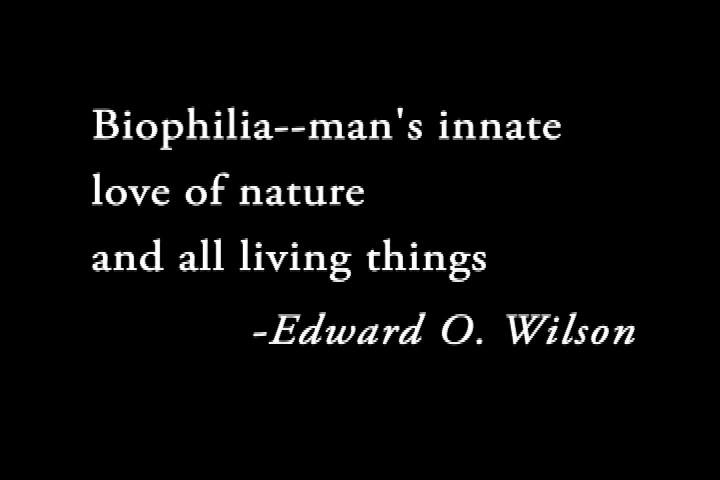 Biophilia--man's innate
love of nature
and all living things
-Edward O. Wilson